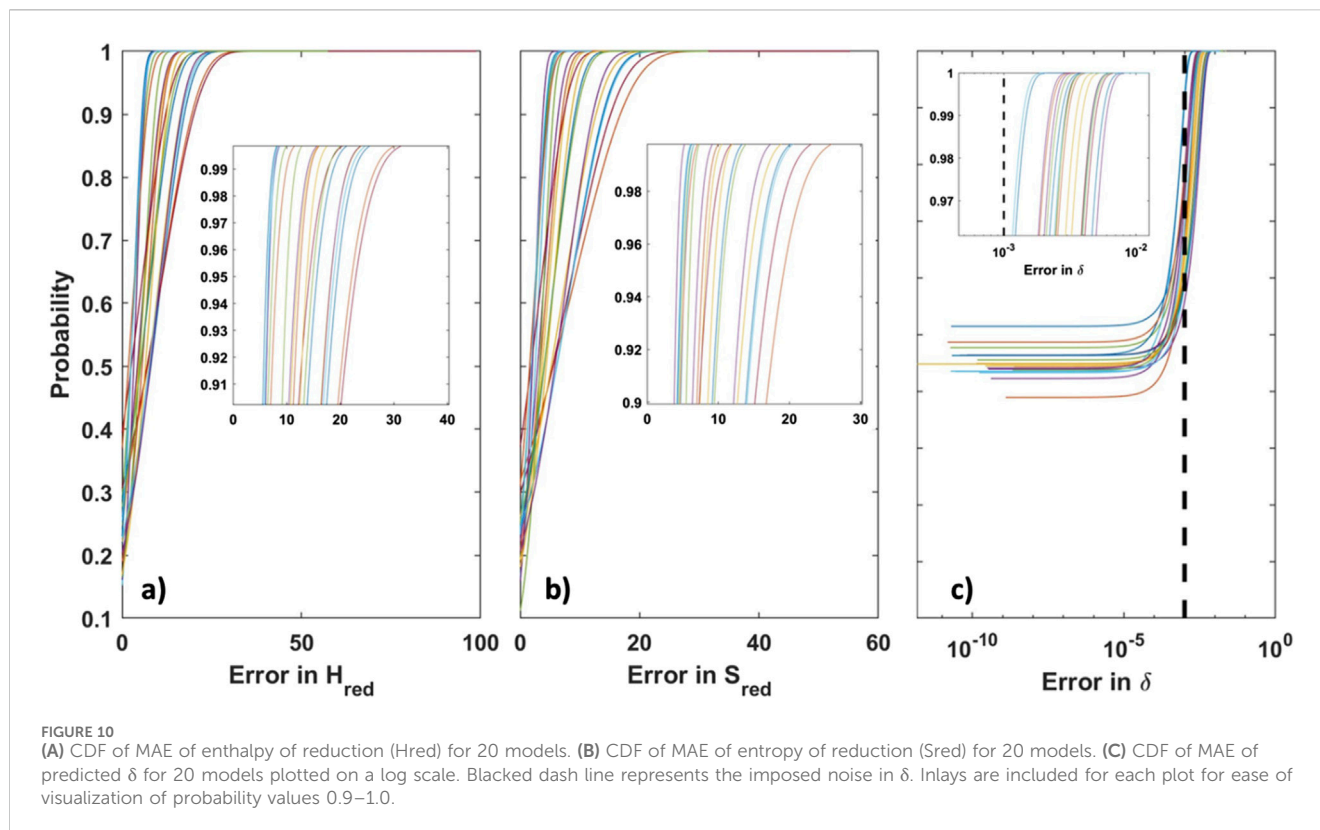 Probability
1
0.9
0.8
0.7
0.6
0.5
0.4
0.3
0.2
0.1
0.99
0.98
0.97
0.96
0.95
0.94
0.93
0.92
0.91
0 10 20 30 40
a)
0 50 100
Error in H_red
0.98
0.96
0.94
0.92
0.9
0 10 20 30
b)
0 20 40 60
Error in S_red
1
0.99
0.98
0.97
10^-3 10^-2
Error in δ
c)
10^-10 10^-5 10^0
Error in δ
FIGURE 10
(A) CDF of MAE of enthalpy of reduction (Hred) for 20 models. (B) CDF of MAE of entropy of reduction (Sred) for 20 models. (C) CDF of MAE of
predicted δ for 20 models plotted on a log scale. Blacked dash line represents the imposed noise in δ. Inlays are included for each plot for ease of
visualization of probability values 0.9–1.0.